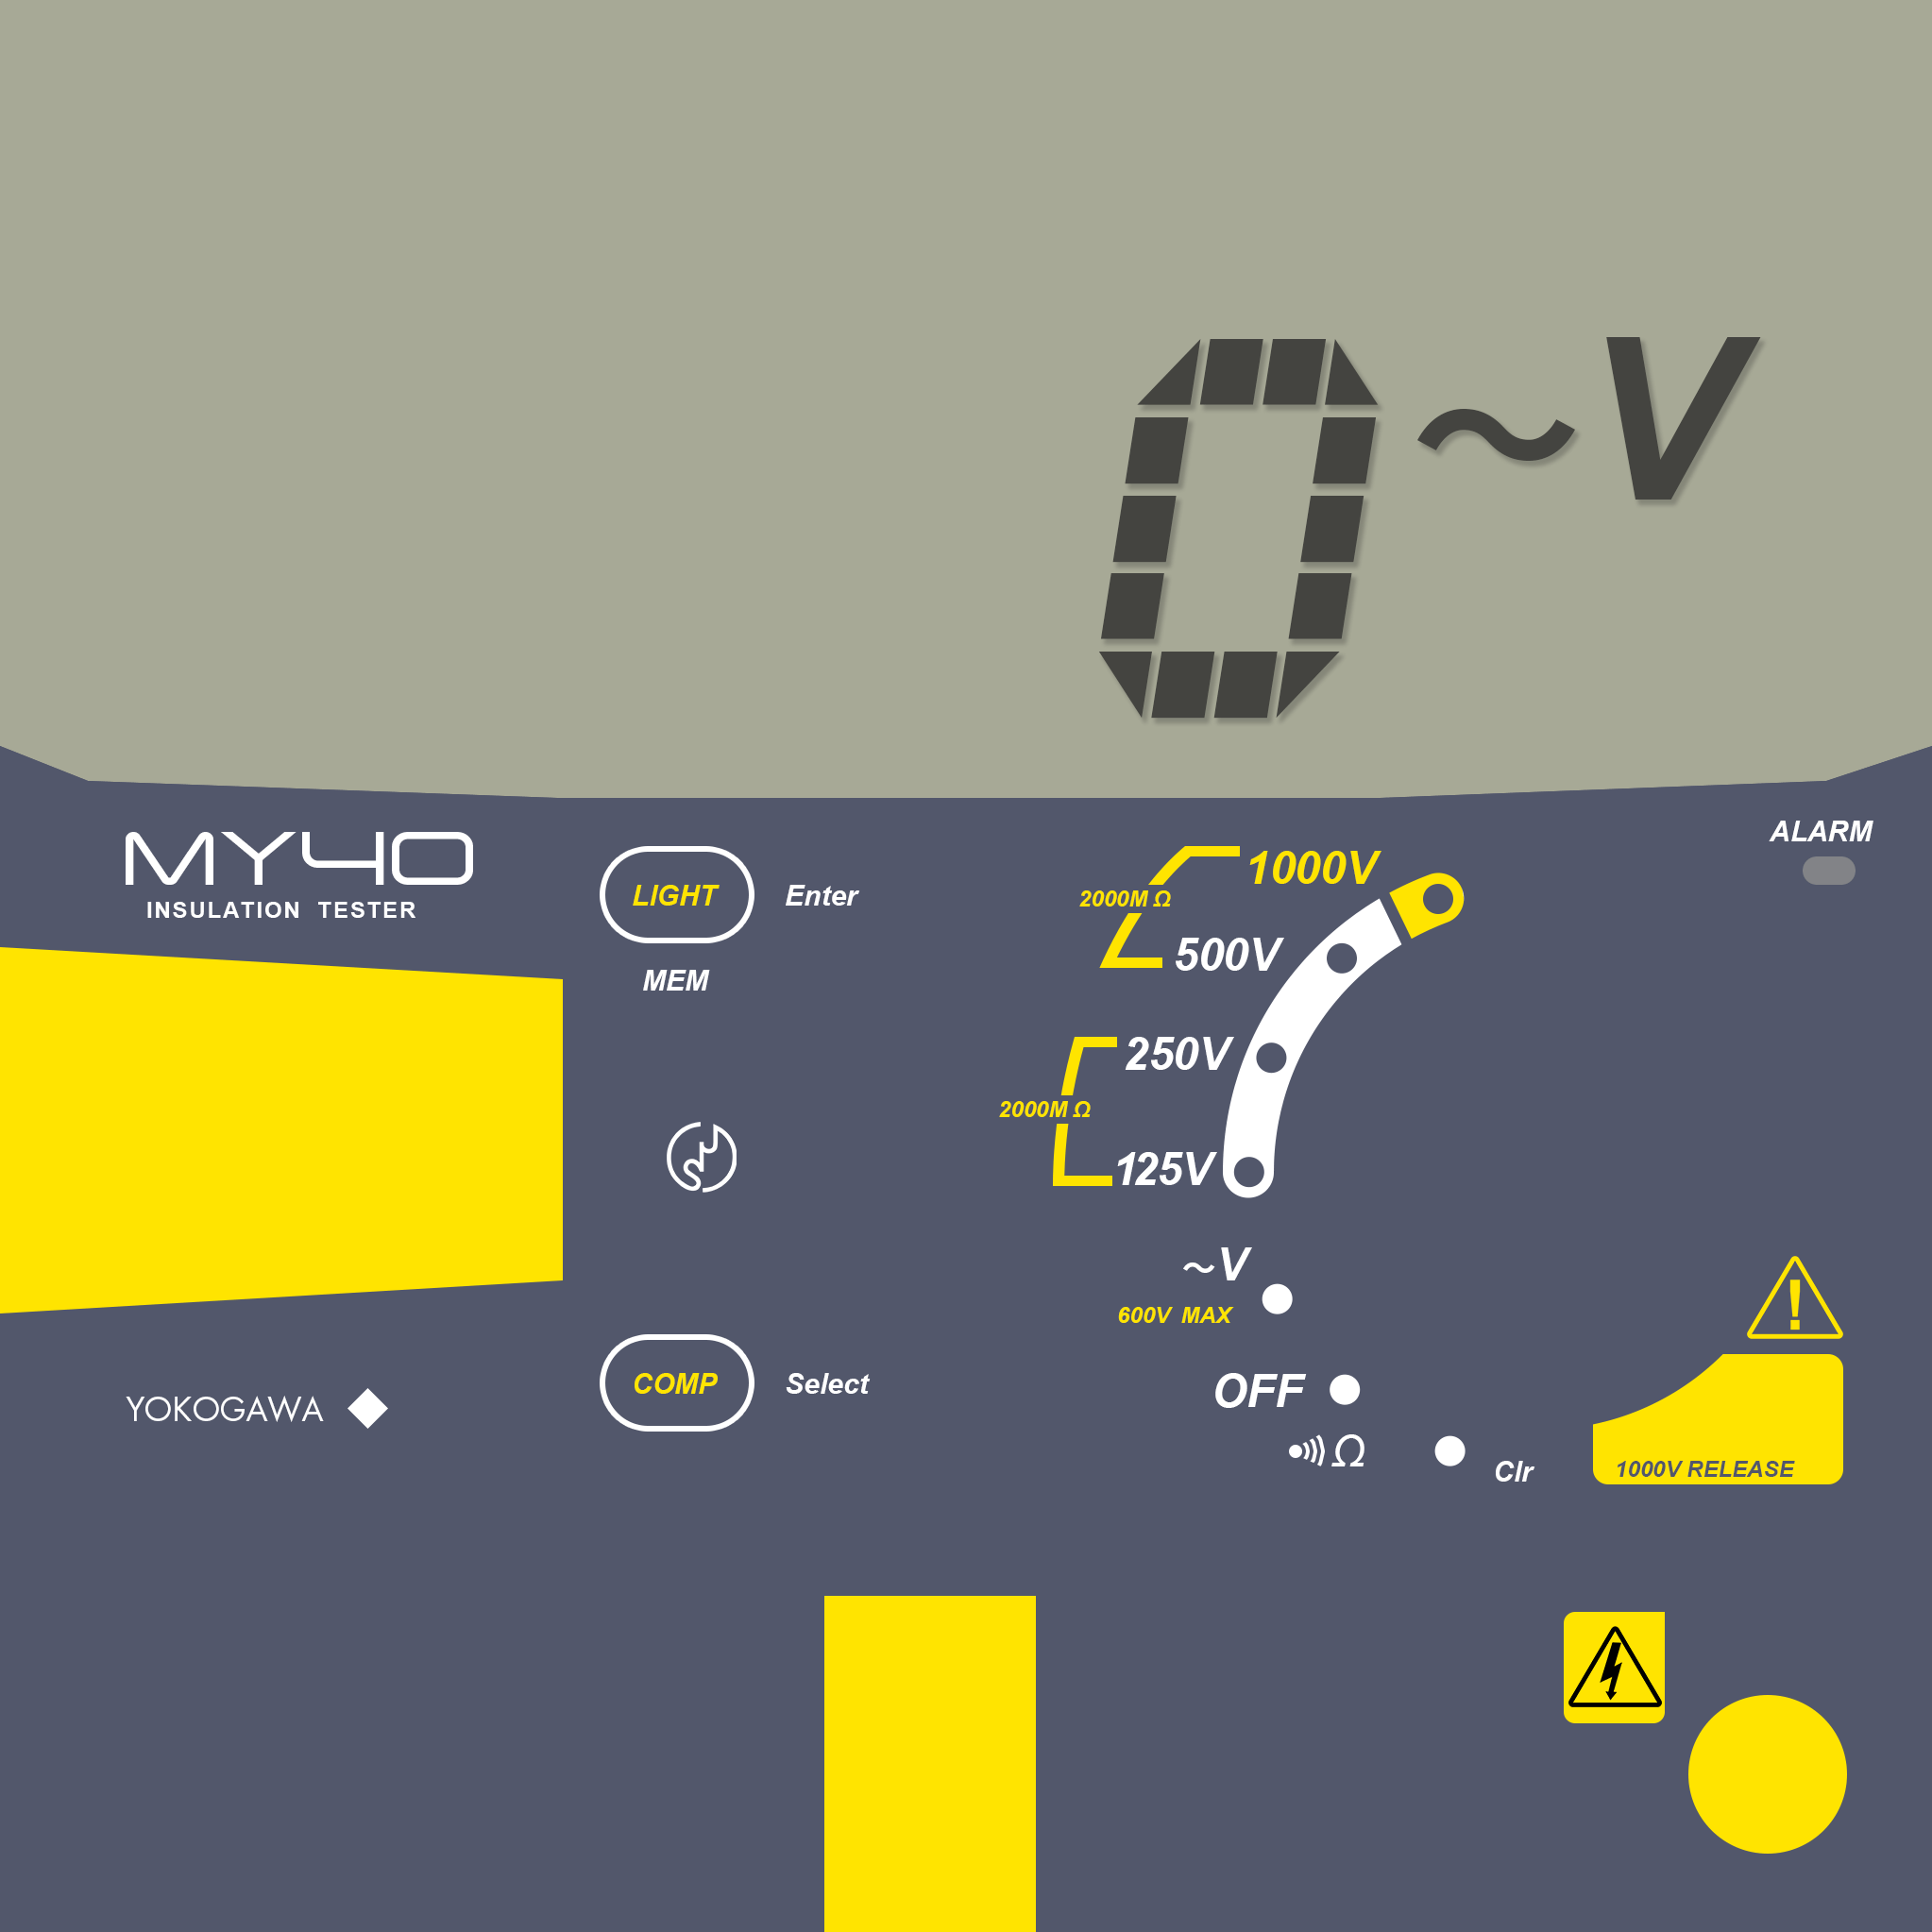 0 ~V
MY40
INSULATION TESTER
LIGHT
Enter
MEM
COMP
Select
YOKOGAWA
1000V
2000M Ω
500V
250V
2000M Ω
125V
~V
600V MAX
OFF
Ω
Clr
ALARM
!
1000V RELEASE